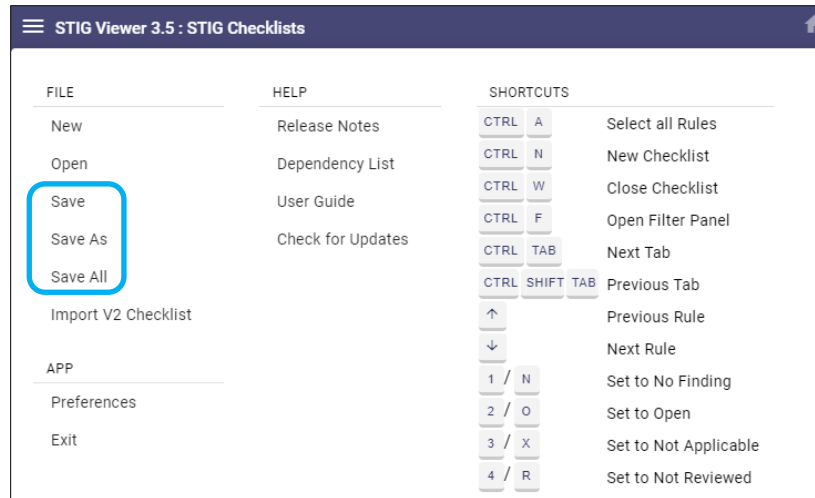 STIG Viewer 3.5 : STIG Checklists
FILE
New
Open
Save
Save As
Save All
Import V2 Checklist
APP
Preferences
Exit
HELP
Release Notes
Dependency List
User Guide
Check for Updates
SHORTCUTS
CTRL A Select all Rules
CTRL N New Checklist
CTRL W Close Checklist
CTRL F Open Filter Panel
CTRL TAB Next Tab
CTRL SHIFT TAB Previous Tab
↑ Previous Rule
↓ Next Rule
1 / N Set to No Finding
2 / O Set to Open
3 / X Set to Not Applicable
4 / R Set to Not Reviewed